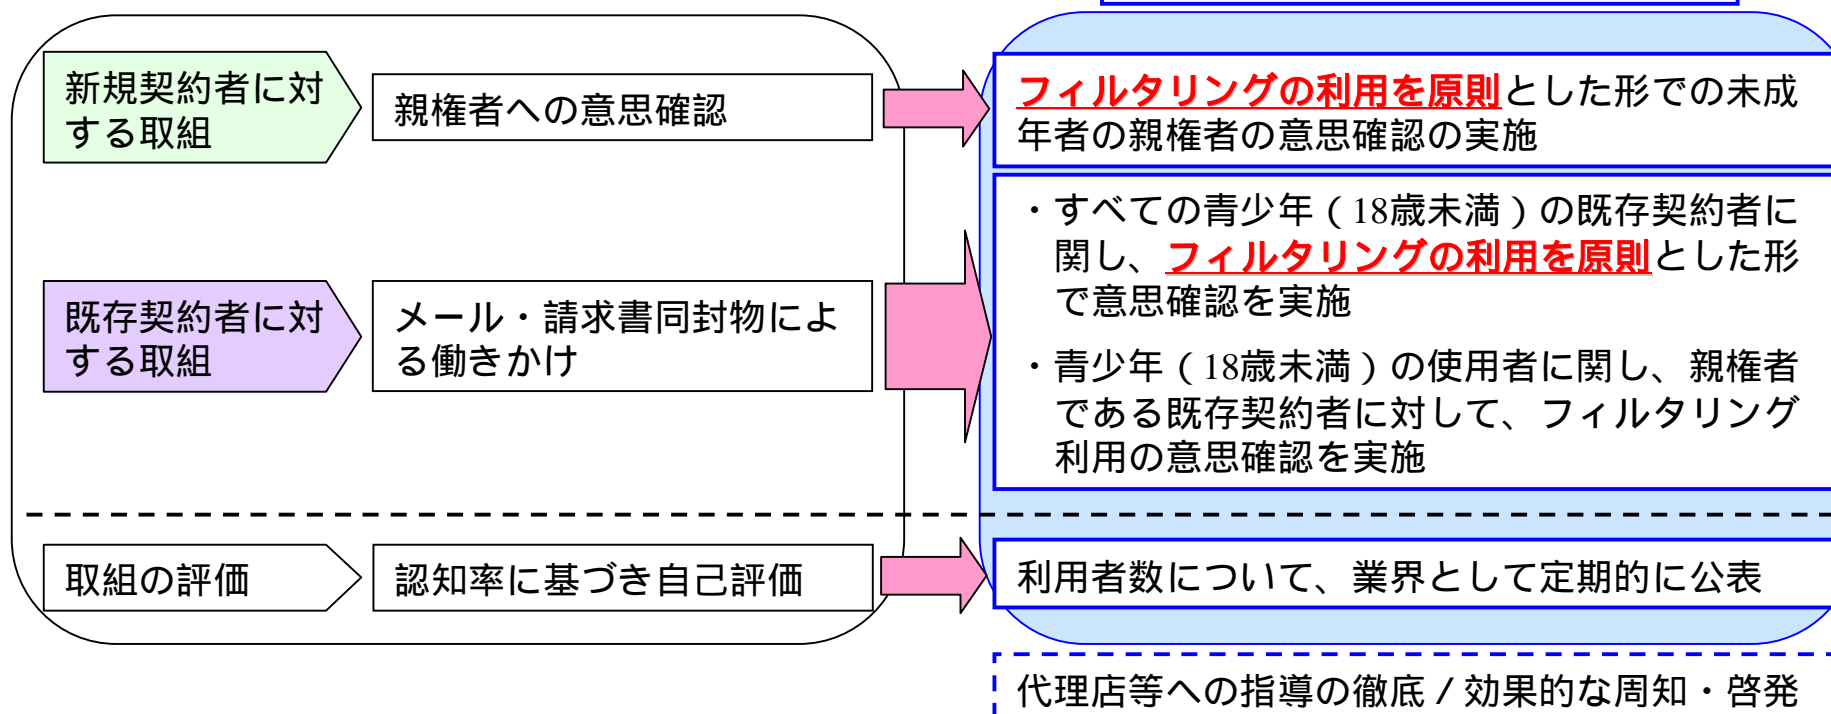 新規契約者に対
する取組
親権者への意思確認
フィルタリングの利用を原則とした形での未成
年者の親権者の意思確認の実施
既存契約者に対
する取組
メール・請求書同封物によ
る働きかけ
・すべての青少年（18歳未満）の既存契約者に
関し、フィルタリングの利用を原則とした形
で意思確認を実施
・青少年（18歳未満）の使用者に関し、親権者
である既存契約者に対して、フィルタリング
利用の意思確認を実施
取組の評価
認知率に基づき自己評価
利用者数について、業界として定期的に公表
代理店等への指導の徹底／効果的な周知・啓発